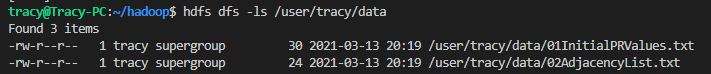 tracy@Tracy-PC:~/hadoop$ hdfs dfs -ls /user/tracy/data
Found 3 items
-rw-r--r--   1 tracy supergroup         30 2021-03-13 20:19 /user/tracy/data/01InitialPRValues.txt
-rw-r--r--   1 tracy supergroup         24 2021-03-13 20:19 /user/tracy/data/02AdjacencyList.txt